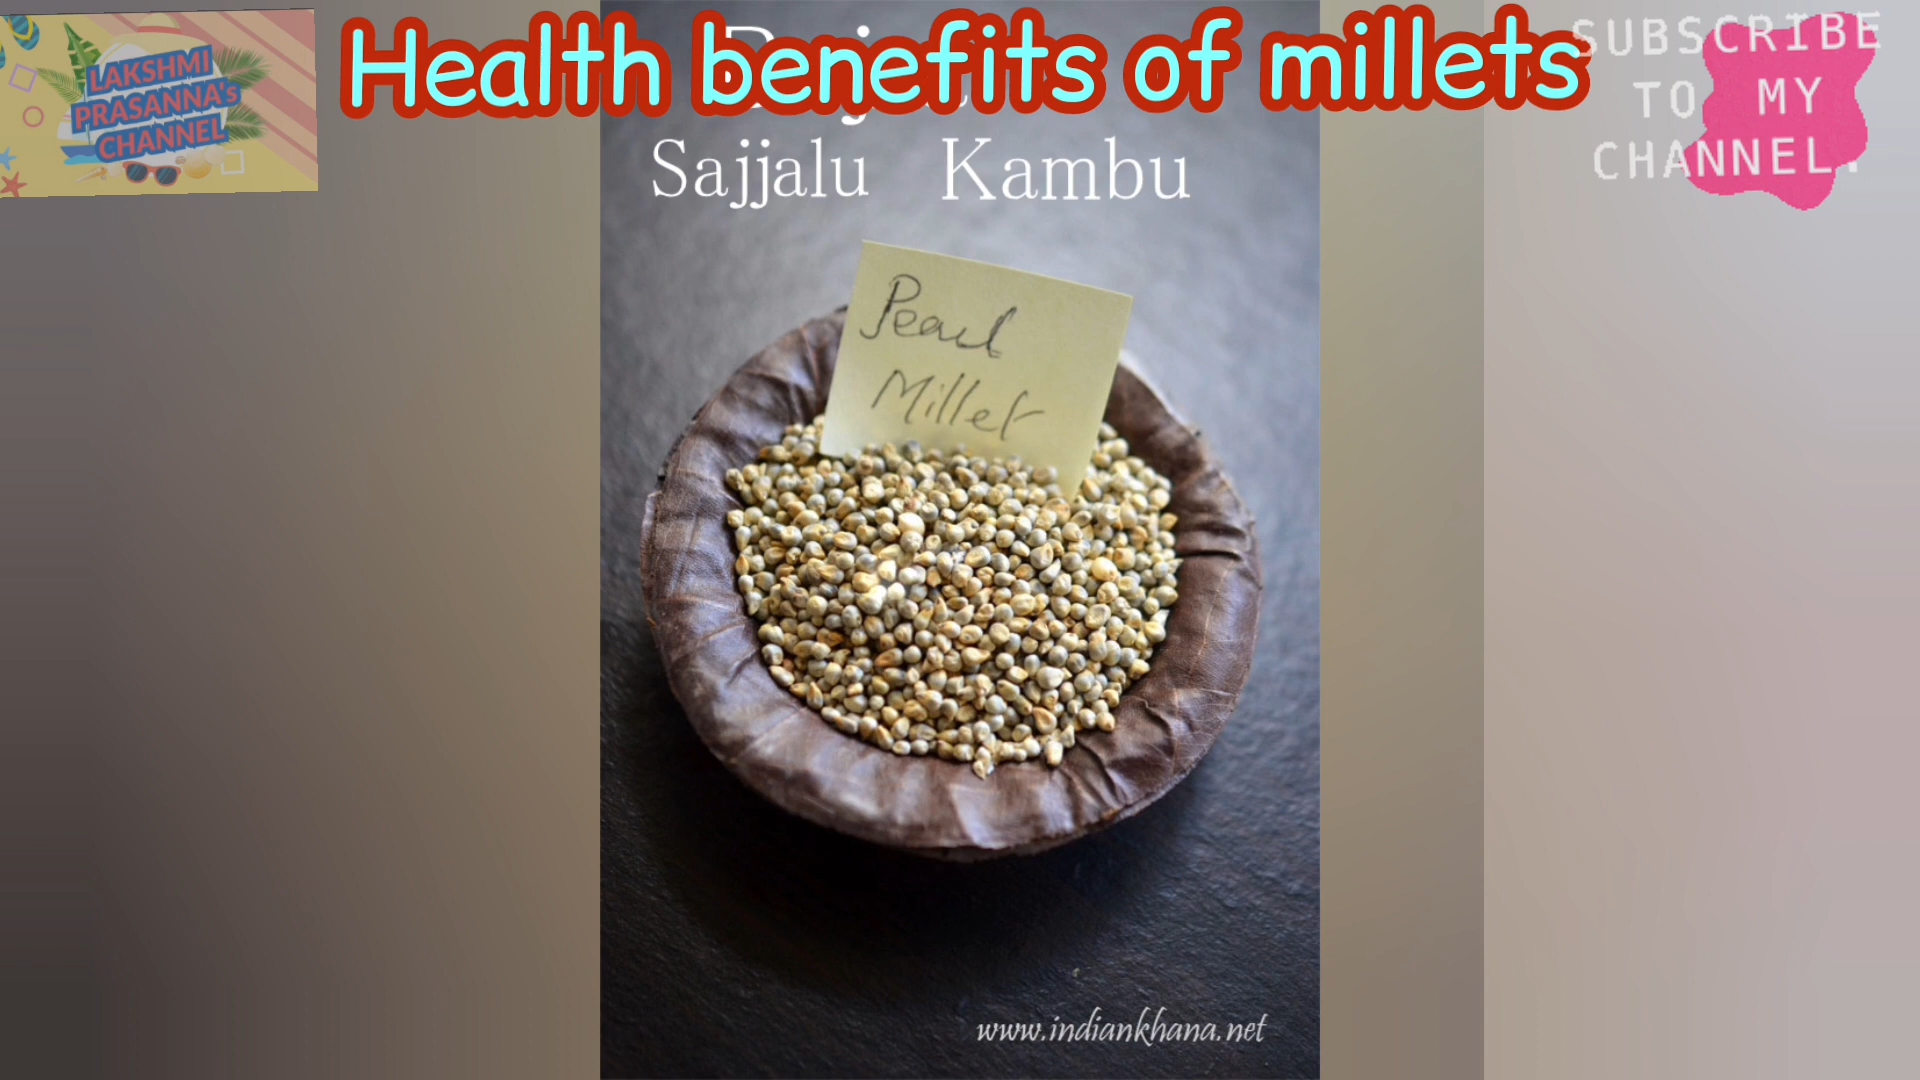 LAKSHMI
PRASANNA's
CHANNEL
Health benefits of millets
SUBSCRIBE
TO MY
CHANNEL.
Sajjalu Kambu
Pearl
Millet
www.indiankhana.net